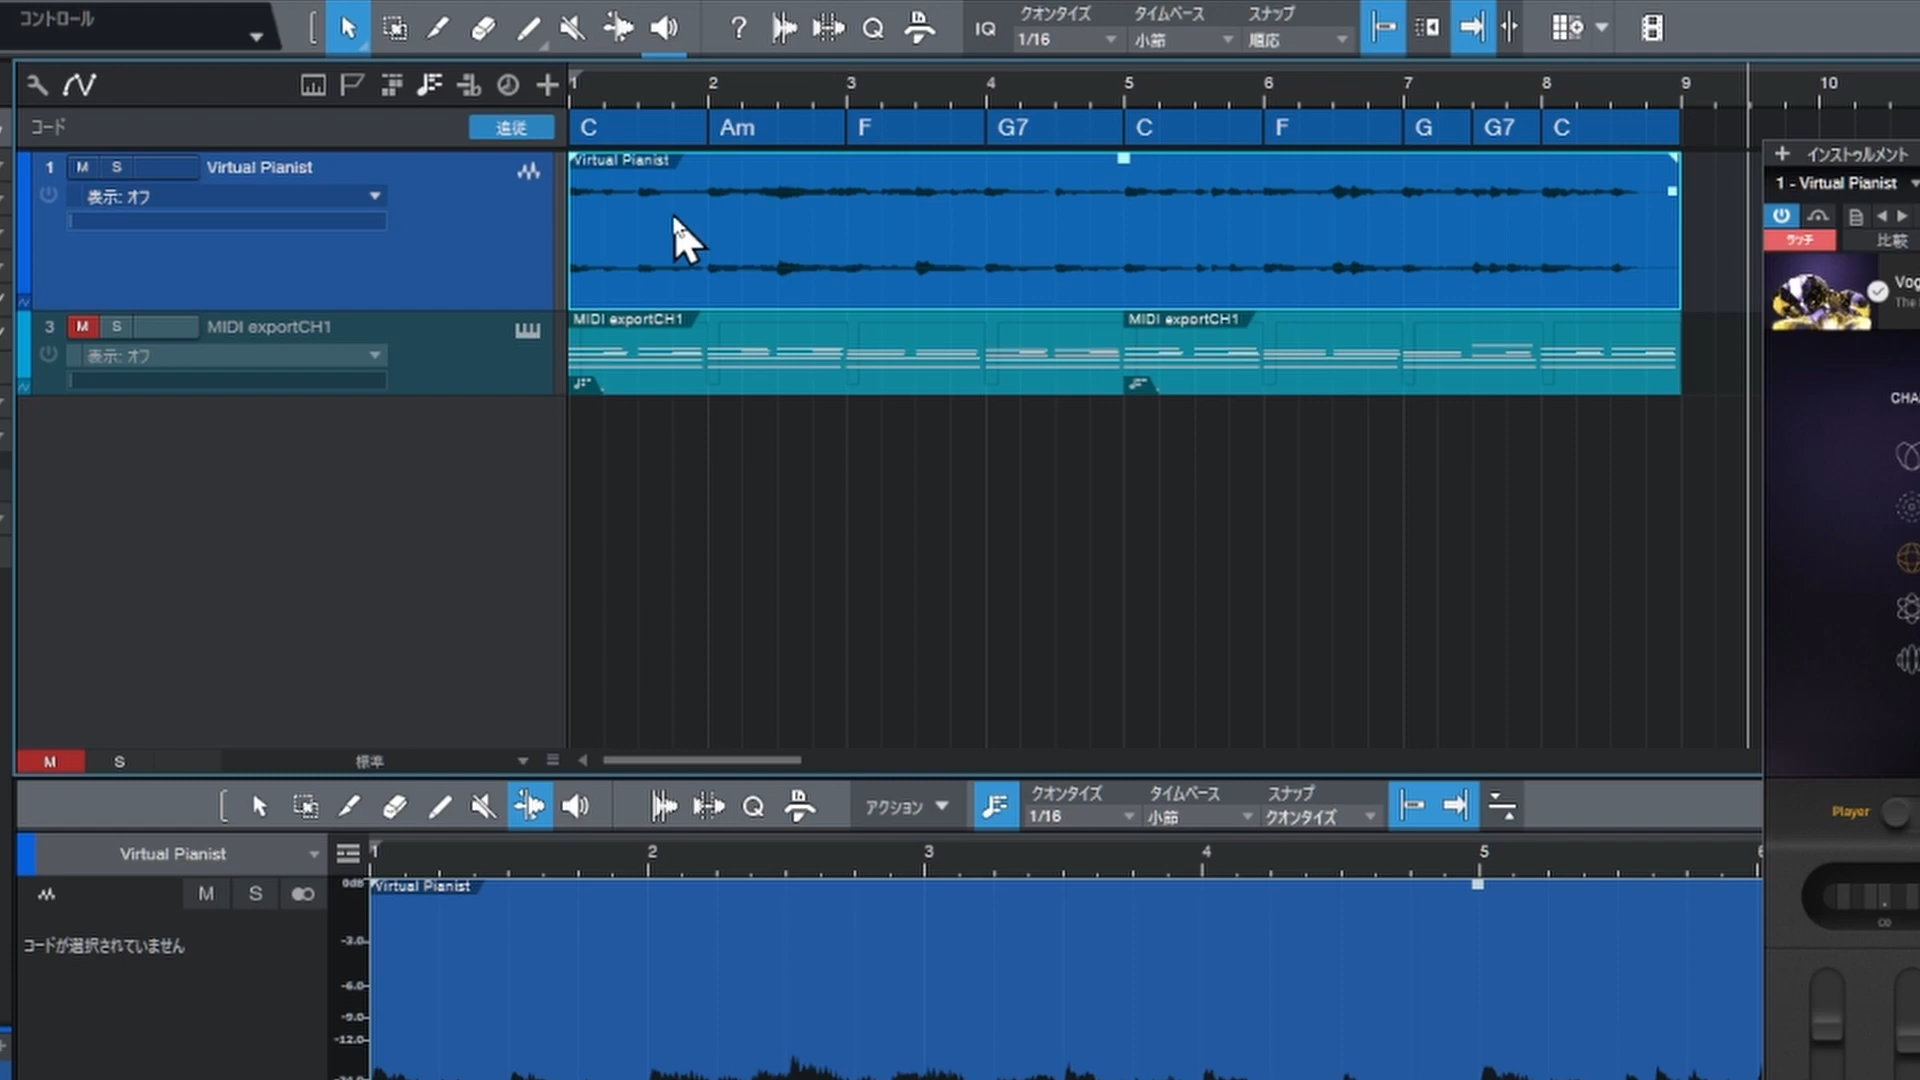 コントロール
IQ
クオンタイズ
1/16
タイムベース
小節
スナップ
順応
1 2 3 4 5 6 7 8 9 10
コード
追従
C Am F G7 C F G G7 C
1 M S Virtual Pianist
表示: オフ
Virtual Pianist
3 M S MIDI exportCH1
表示: オフ
MIDI exportCH1
MIDI exportCH1
+ インストゥルメント
1 - Virtual Pianist
ラッチ
比較
Vog
The
CHA
Player
M S 標準
アクション
クオンタイズ
1/16
タイムベース
小節
スナップ
クオンタイズ
Virtual Pianist
1 2 3 4 5 6
M S
コードが選択されていません
0dB
Virtual Pianist
-3.0
-6.0
-9.0
-12.0